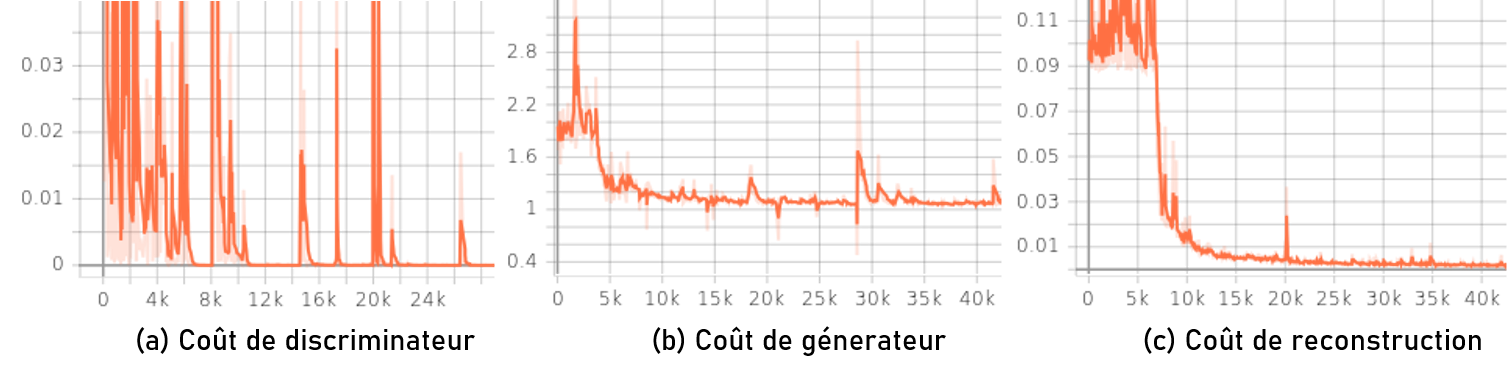 0.03
0.02
0.01
0
0 4k 8k 12k 16k 20k 24k
(a) Coût de discriminateur
2.8
2.2
1.6
1
0.4
0 5k 10k 15k 20k 25k 30k 35k 40k
(b) Coût de génerateur
0.11
0.09
0.07
0.05
0.03
0.01
0 5k 10k 15k 20k 25k 30k 35k 40k
(c) Coût de reconstruction